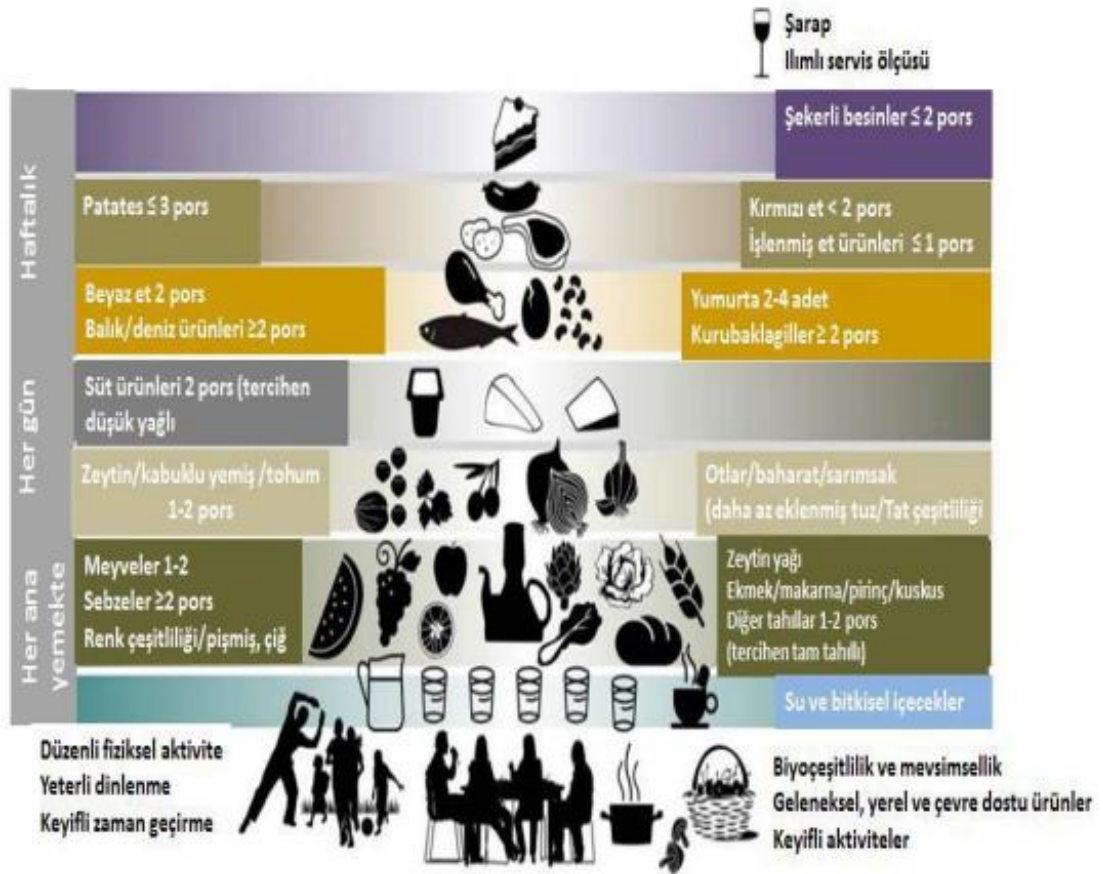 Şarap
Ilımlı servis ölçüsü
Haftalık
Şekerli besinler ≤ 2 pors
Patates ≤ 3 pors
Kırmızı et < 2 pors
İşlenmiş et ürünleri ≤ 1 pors
Beyaz et 2 pors
Balık/deniz ürünleri ≥2 pors
Yumurta 2-4 adet
Kurubaklagiller ≥ 2 pors
Her gün
Süt ürünleri 2 pors (tercihen
düşük yağlı
Zeytin/kabuklu yemiş /tohum
1-2 pors
Otlar/baharat/sarımsak
(daha az eklenmiş tuz/Tat çeşitliliği
Her ana
yemekte
Meyveler 1-2
Sebzeler ≥2 pors
Renk çeşitliliği/pişmiş, çiğ
Zeytin yağı
Ekmek/makarna/pirinç/kuskus
Diğer tahıllar 1-2 pors
(tercihen tam tahıllı)
Su ve bitkisel içecekler
Düzenli fiziksel aktivite
Yeterli dinlenme
Keyifli zaman geçirme
Biyoçeşitlilik ve mevsimsellik
Geleneksel, yerel ve çevre dostu ürünler
Keyifli aktiviteler